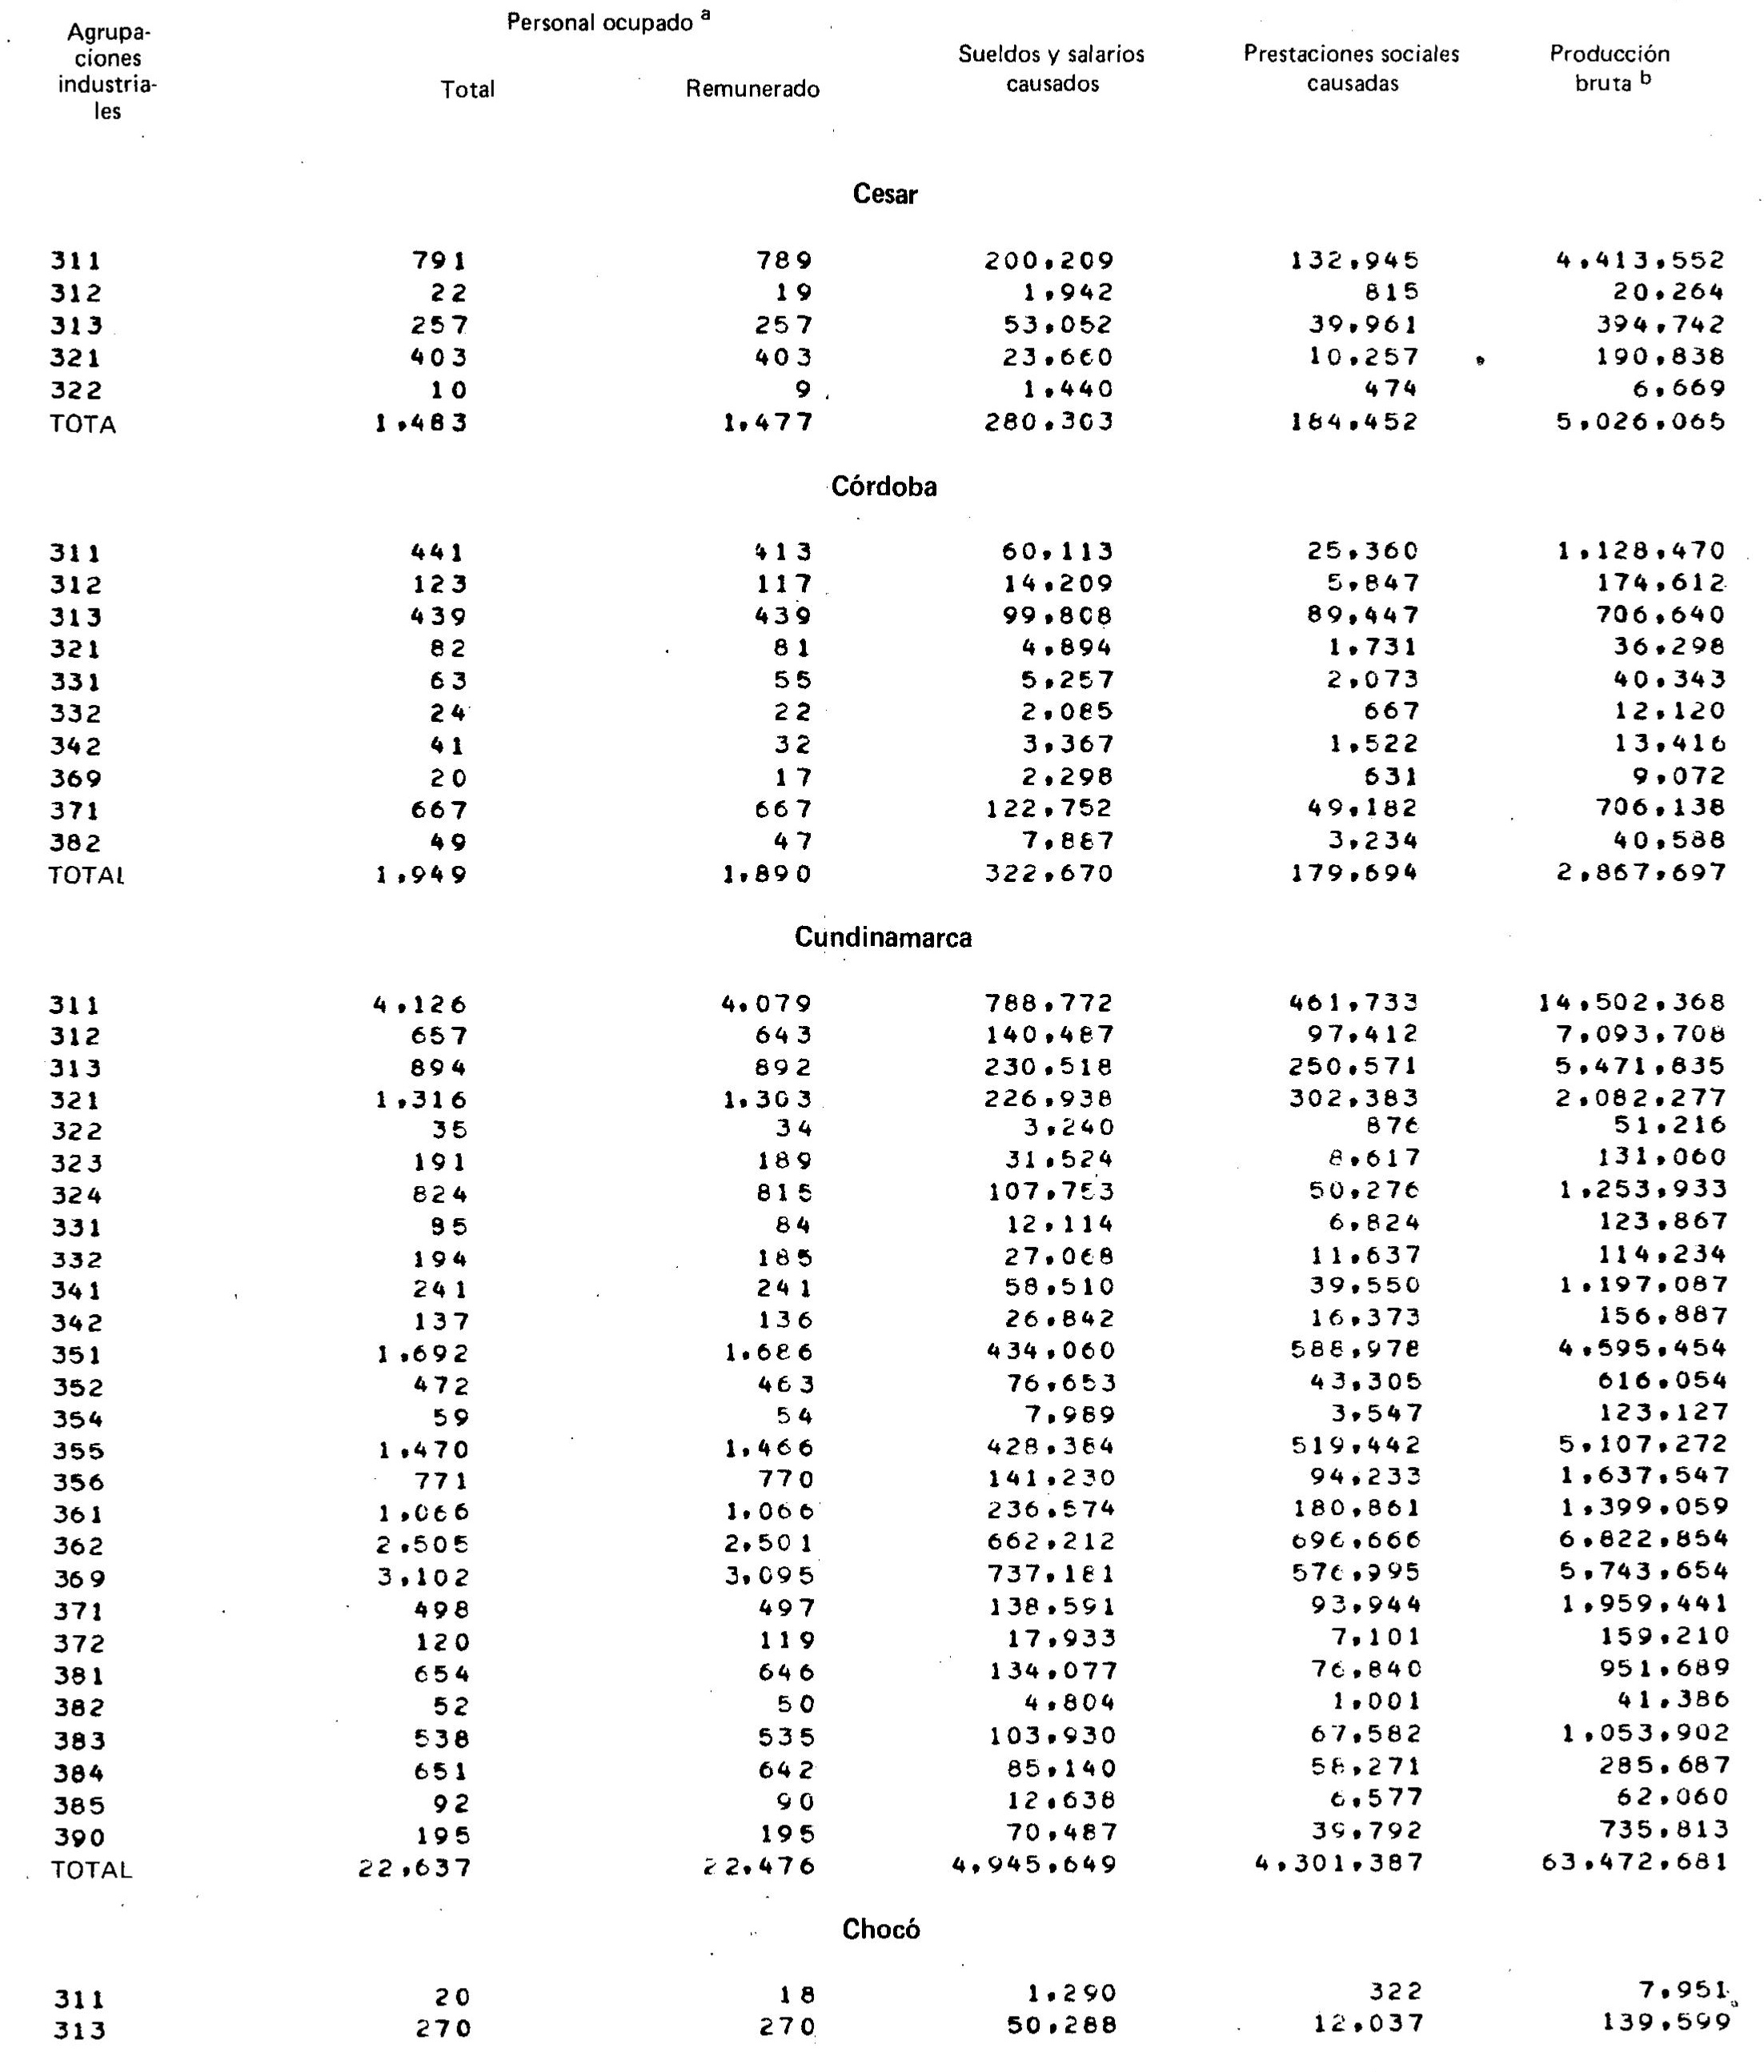 Personal ocupado a
Agrupa-
ciones
industria-
les
Total
Remunerado
Sueldos y salarios
causados
Prestaciones sociales
causadas
Producción
bruta b
Cesar
311 791 789 200,209 132,945 4,413,552
312 22 19 1,942 815 20,264
313 257 257 53,052 39,961 394,742
321 403 403 23,660 10,257 190,838
322 10 9 1,440 474 6,669
TOTA 1,483 1,477 280,303 184,452 5,026,065
Córdoba
311 441 413 60,113 25,360 1,128,470
312 123 117 14,209 5,847 174,612
313 439 439 99,808 89,447 706,640
321 82 81 4,894 1,731 36,298
331 63 55 5,257 2,073 40,343
332 24 22 2,085 667 12,120
342 41 32 3,367 1,522 13,416
369 20 17 2,298 631 9,072
371 667 667 122,752 49,182 706,138
382 49 47 7,887 3,234 40,588
TOTAL 1,949 1,890 322,670 179,694 2,867,697
Cundinamarca
311 4,126 4,079 788,772 461,733 14,502,368
312 657 643 140,487 97,412 7,093,708
313 894 892 230,518 250,571 5,471,835
321 1,316 1,303 226,938 302,383 2,082,277
322 35 34 3,240 876 51,216
323 191 189 31,524 8,617 131,060
324 824 815 107,753 50,276 1,253,933
331 85 84 12,114 6,824 123,867
332 194 185 27,068 11,637 114,234
341 241 241 58,510 39,550 1,197,087
342 137 136 26,842 16,373 156,887
351 1,692 1,686 434,060 588,978 4,595,454
352 472 463 76,653 43,305 616,054
354 59 54 7,989 3,547 123,127
355 1,470 1,466 428,384 519,442 5,107,272
356 771 770 141,230 94,233 1,637,547
361 1,066 1,066 236,574 180,861 1,399,059
362 2,505 2,501 662,212 696,666 6,822,854
369 3,102 3,095 737,181 576,995 5,743,654
371 498 497 138,591 93,944 1,959,441
372 120 119 17,933 7,101 159,210
381 654 646 134,077 76,840 951,689
382 52 50 4,804 1,001 41,386
383 538 535 103,930 67,582 1,053,902
384 651 642 85,140 58,271 285,687
385 92 90 12,638 6,577 62,060
390 195 195 70,487 39,792 735,813
TOTAL 22,637 22,476 4,945,649 4,301,387 63,472,681
Chocó
311 20 18 1,290 322 7,951
313 270 270 50,288 12,037 139,599